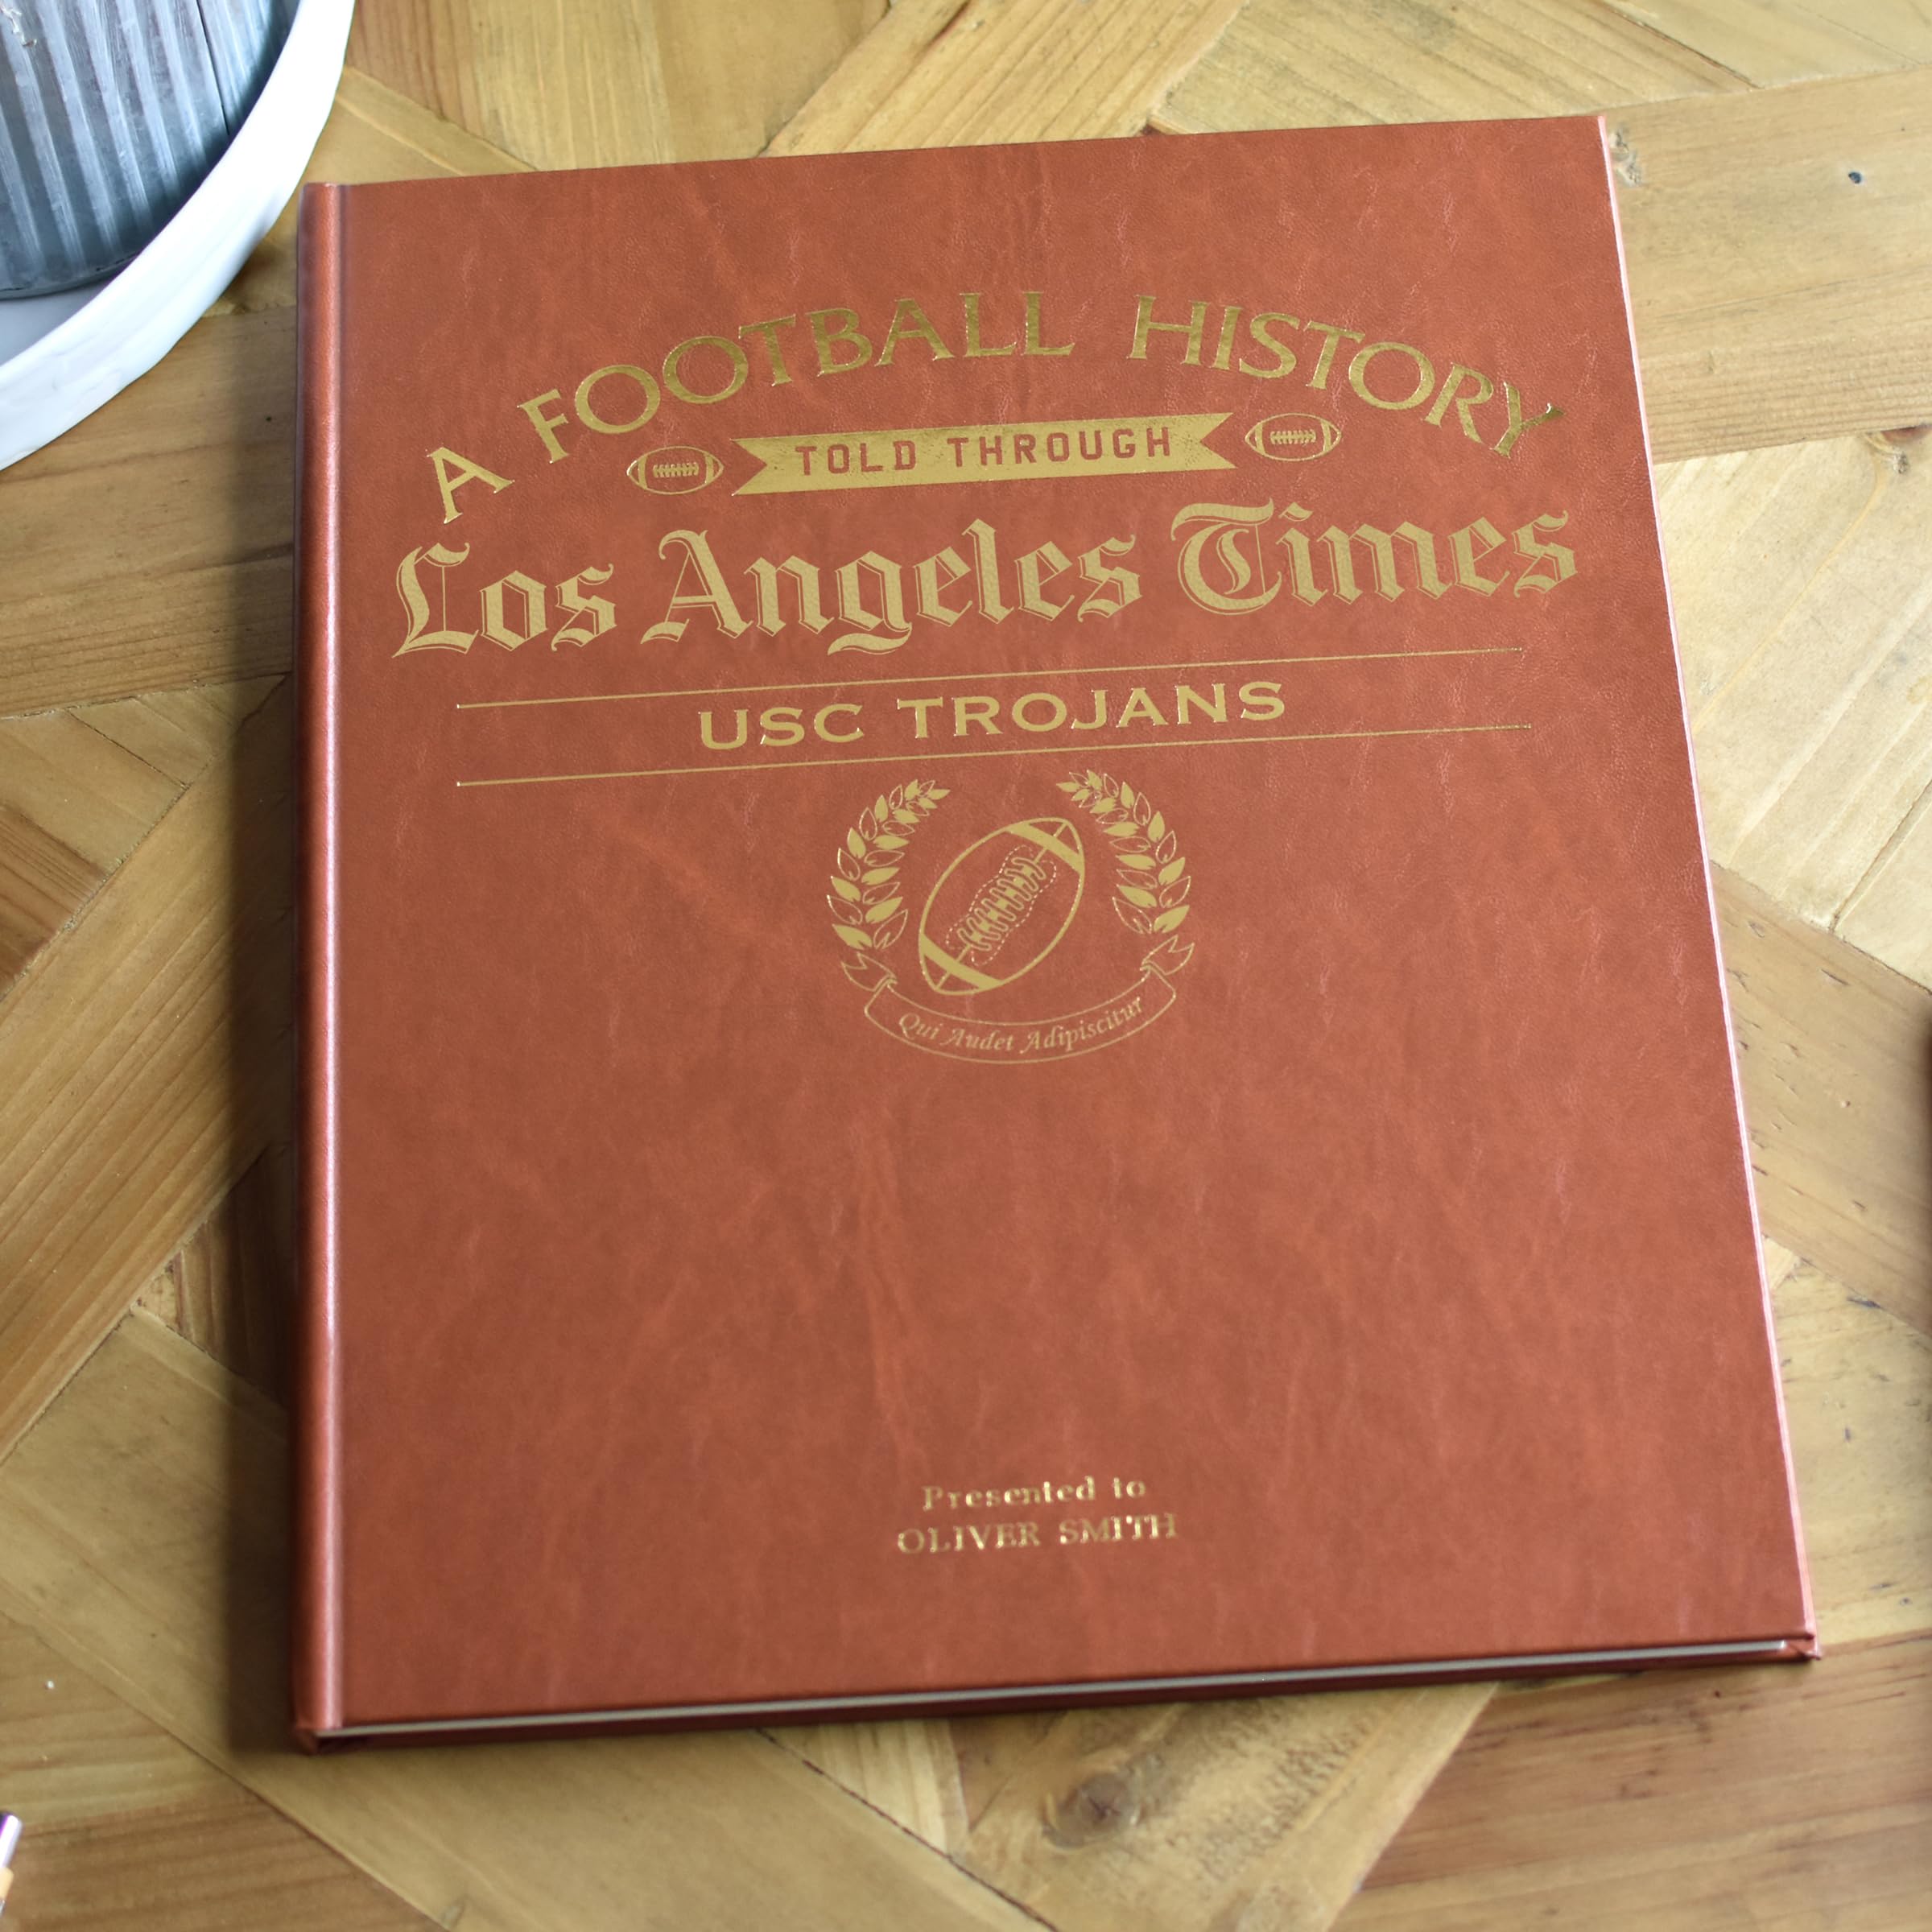 A FOOTBALL HISTORY
TOLD THROUGH
Los Angeles Times
USC TROJANS
Qui Audet Adipiscitur
Presented to
OLIVER SMITH